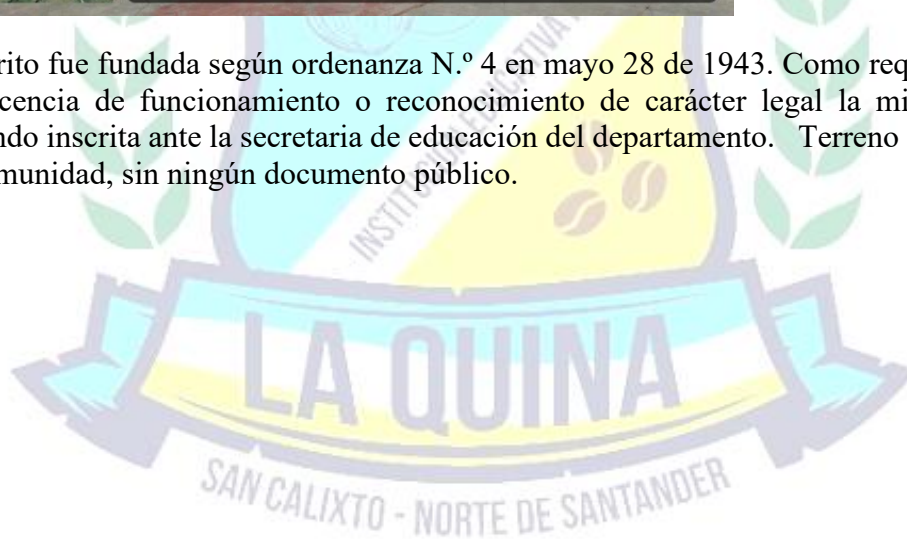 rito fue fundada según ordenanza N.º 4 en mayo 28 de 1943. Como req
cencia de funcionamiento o reconocimiento de carácter legal la mi
ndo inscrita ante la secretaria de educación del departamento. Terreno
munidad, sin ningún documento público.
INSTITUCIÓN EDUCATIVA
LA QUINA
SAN CALIXTO - NORTE DE SANTANDER